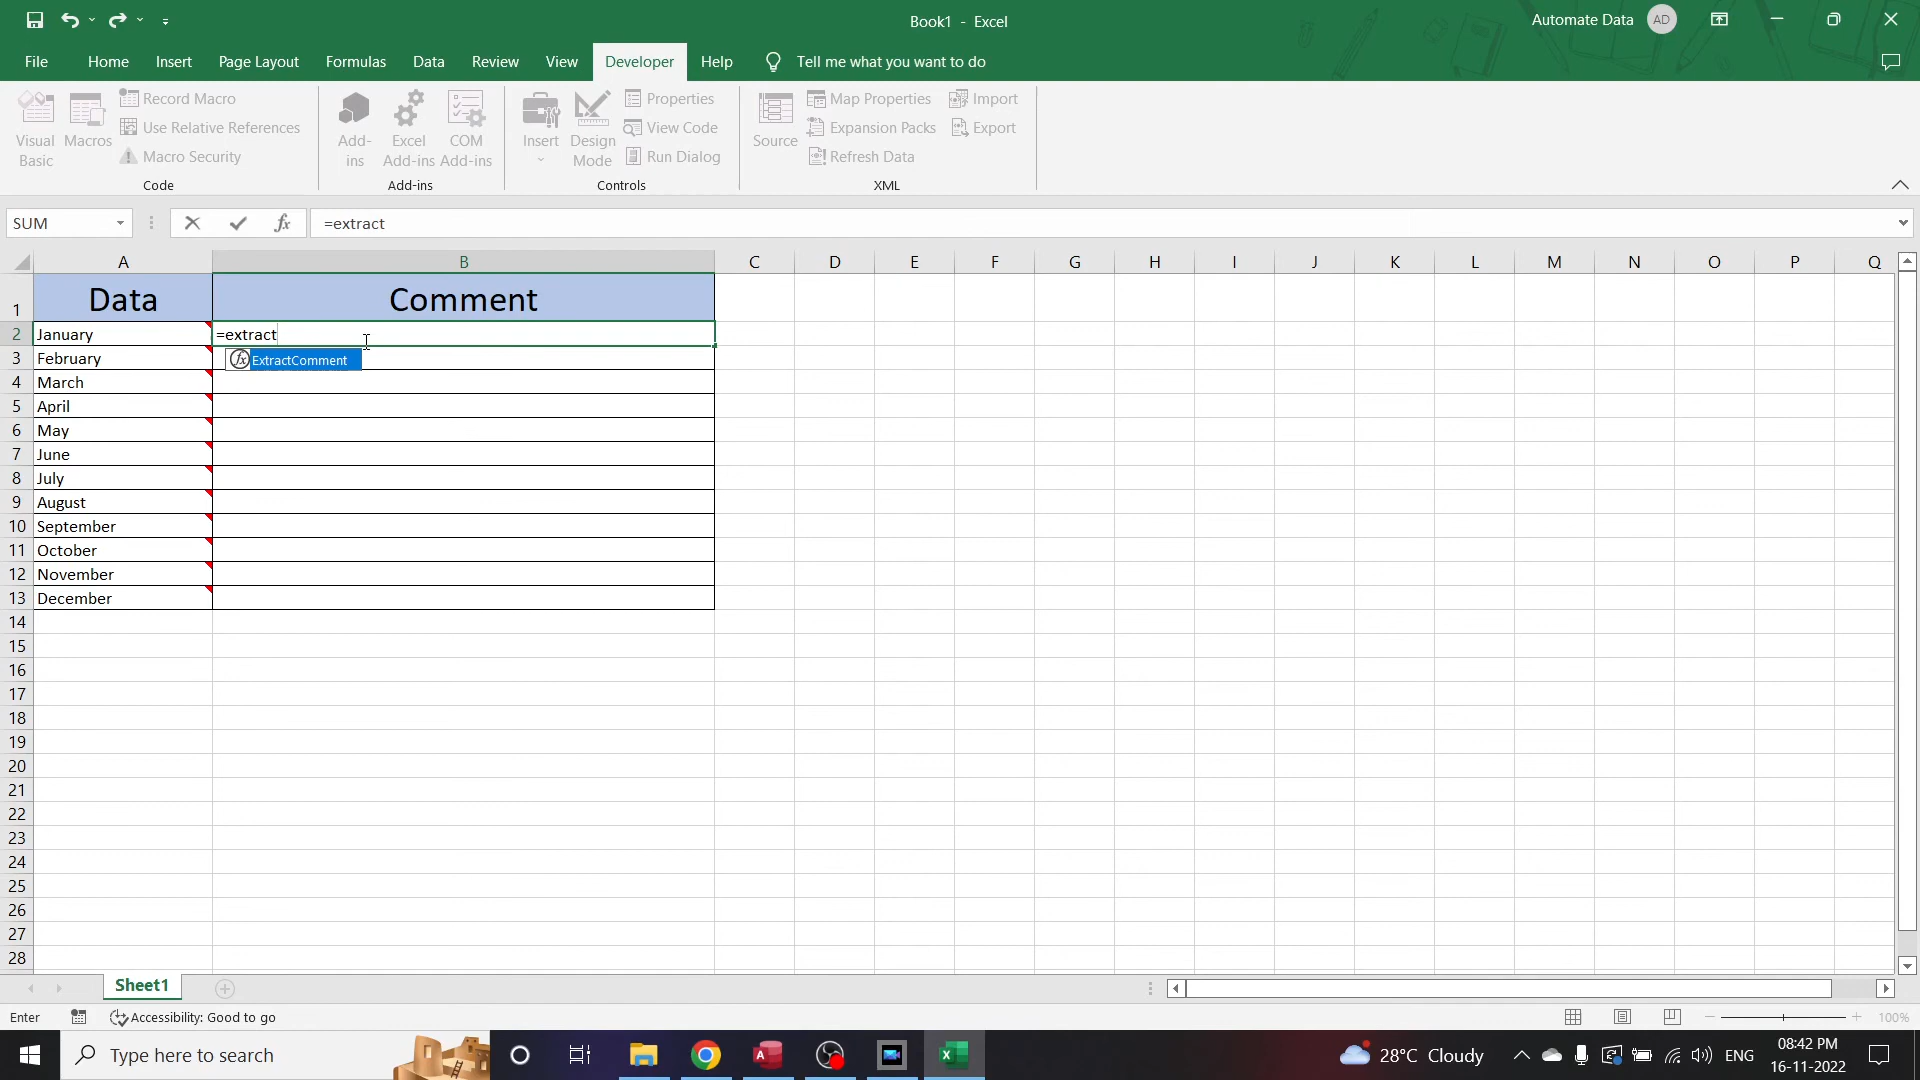 Book1 - Excel
Automate Data AD
File Home Insert Page Layout Formulas Data Review View Developer Help Tell me what you want to do
Visual Basic
Macros
Record Macro
Use Relative References
Macro Security
Code
Add-ins
Excel Add-ins
COM Add-ins
Add-ins
Insert
Design Mode
Properties
View Code
Run Dialog
Controls
Source
Map Properties
Expansion Packs
Refresh Data
Import
Export
XML
SUM fx =extract
A B C D E F G H I J K L M N O P Q
1 Data Comment
2 January =extract
3 February fx ExtractComment
4 March
5 April
6 May
7 June
8 July
9 August
10 September
11 October
12 November
13 December
14
15
16
17
18
19
20
21
22
23
24
25
26
27
28
Sheet1
Enter Accessibility: Good to go 100%
Type here to search 28°C Cloudy ENG 08:42 PM
16-11-2022